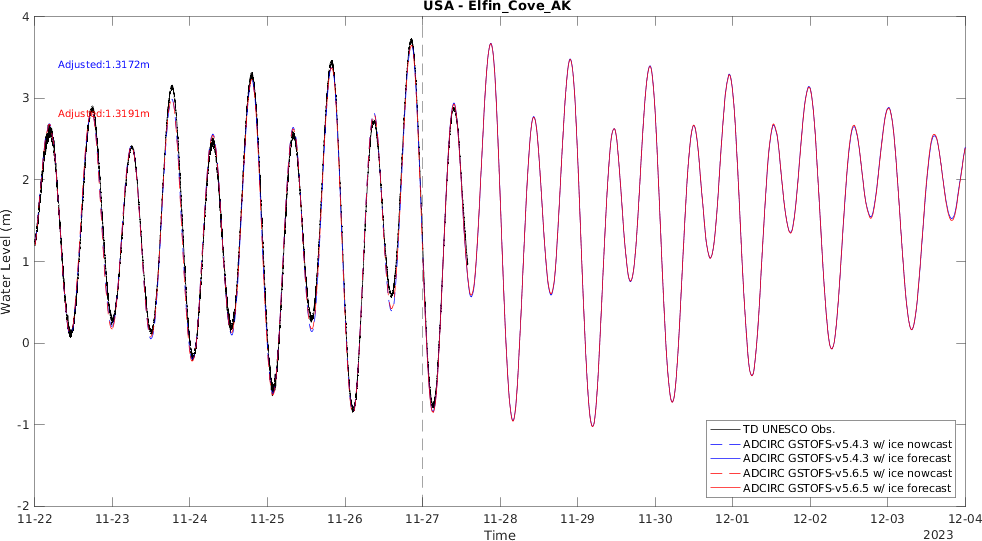 USA - Elfin_Cove_AK
Adjusted:1.3172m
Adjusted:1.3191m
Water Level (m)
4
3
2
1
0
-1
-2
TD UNESCO Obs.
ADCIRC GSTOFS-v5.4.3 w/ ice nowcast
ADCIRC GSTOFS-v5.4.3 w/ ice forecast
ADCIRC GSTOFS-v5.6.5 w/ ice nowcast
ADCIRC GSTOFS-v5.6.5 w/ ice forecast
11-22 11-23 11-24 11-25 11-26 11-27 11-28 11-29 11-30 12-01 12-02 12-03 12-04
Time
2023